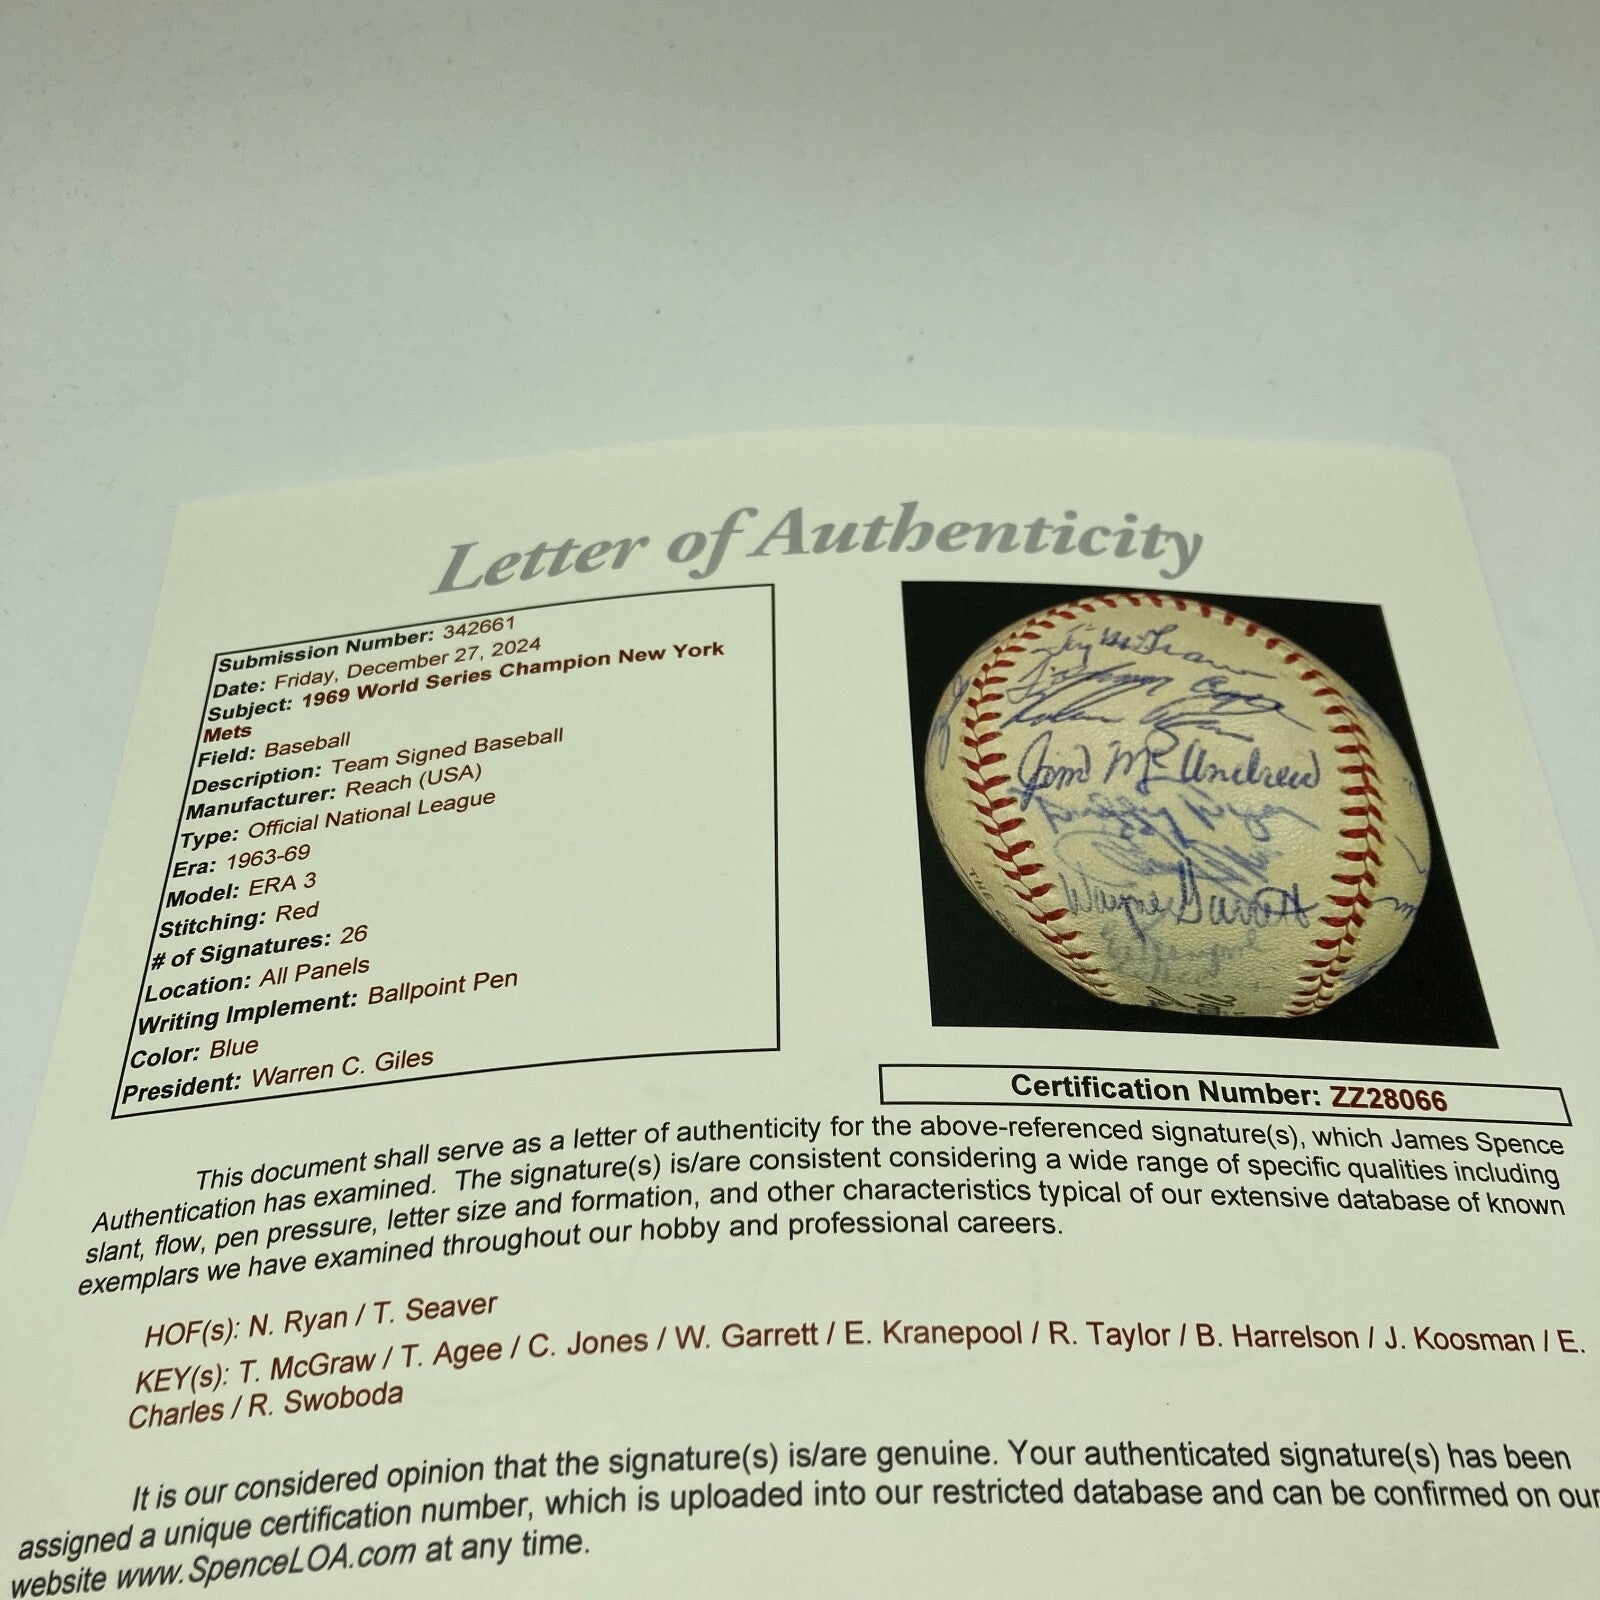 Letter of Authenticity
Submission Number: 342661
Date: Friday, December 27, 2024
Subject: 1969 World Series Champion New York
Mets
Field: Baseball
Description: Team Signed Baseball
Manufacturer: Reach (USA)
Type: Official National League
Era: 1963-69
Model: ERA 3
Stitching: Red
# of Signatures: 26
Location: All Panels
Writing Implement: Ballpoint Pen
Color: Blue
President: Warren C. Giles
Tug McGraw
Jim McAndrew
Wayne Garrett
THE
Certification Number: ZZ28066
This document shall serve as a letter of authenticity for the above-referenced signature(s), which James Spence
Authentication has examined. The signature(s) is/are consistent considering a wide range of specific qualities including
slant, flow, pen pressure, letter size and formation, and other characteristics typical of our extensive database of known
exemplars we have examined throughout our hobby and professional careers.
HOF(s): N. Ryan / T. Seaver
KEY(s): T. McGraw / T. Agee / C. Jones / W. Garrett / E. Kranepool / R. Taylor / B. Harrelson / J. Koosman / E.
Charles / R. Swoboda
It is our considered opinion that the signature(s) is/are genuine. Your authenticated signature(s) has been
assigned a unique certification number, which is uploaded into our restricted database and can be confirmed on our
website www.SpenceLOA.com at any time.